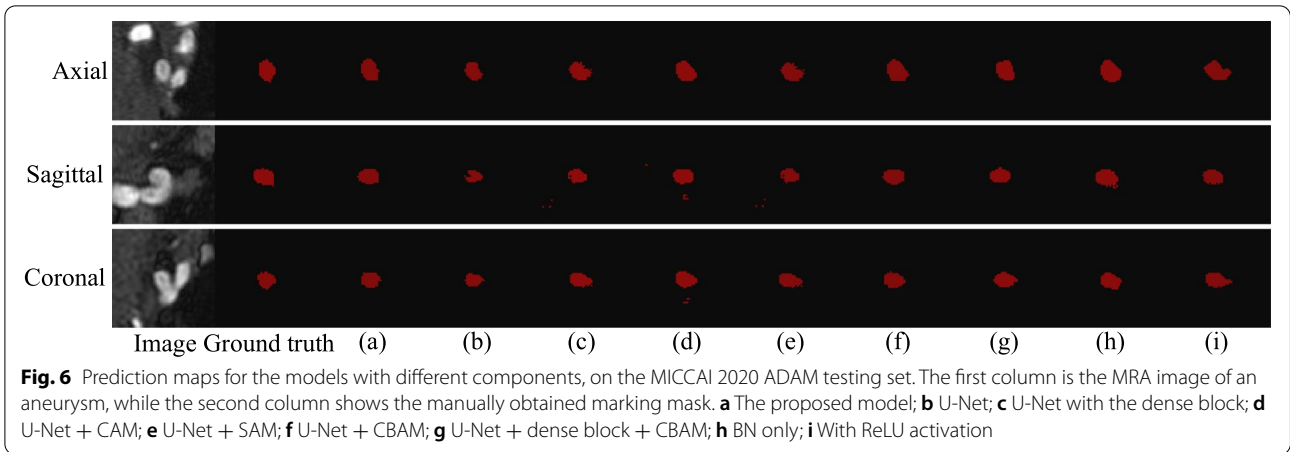 Axial
Sagittal
Coronal
Image Ground truth (a) (b) (c) (d) (e) (f) (g) (h) (i)
Fig. 6 Prediction maps for the models with different components, on the MICCAI 2020 ADAM testing set. The first column is the MRA image of an
aneurysm, while the second column shows the manually obtained marking mask. a The proposed model; b U-Net; c U-Net with the dense block; d
U-Net + CAM; e U-Net + SAM; f U-Net + CBAM; g U-Net + dense block + CBAM; h BN only; i With ReLU activation